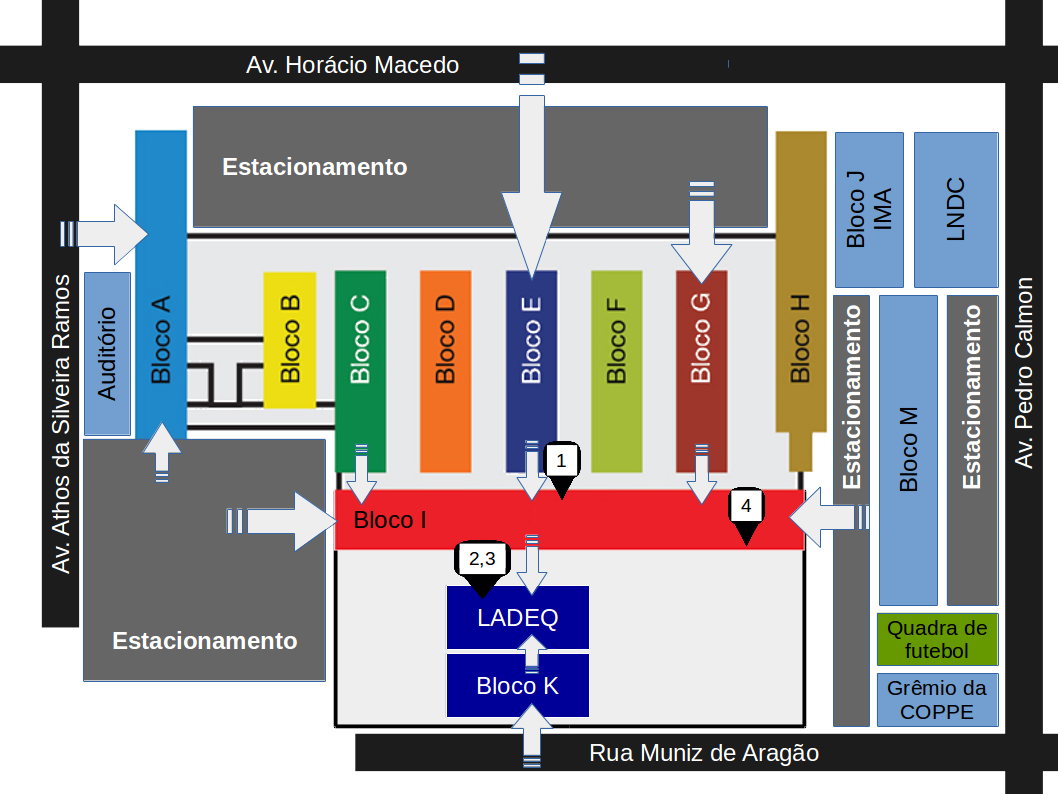 Av. Horácio Macedo
Estacionamento
Bloco J
IMA
LNDC
Av. Athos da Silveira Ramos
Auditório
Bloco A
Bloco B
Bloco C
Bloco D
Bloco E
Bloco F
Bloco G
Bloco H
Estacionamento
Bloco M
Estacionamento
Av. Pedro Calmon
1
4
Bloco I
2,3
LADEQ
Estacionamento
Bloco K
Quadra de
futebol
Grêmio da
COPPE
Rua Muniz de Aragão